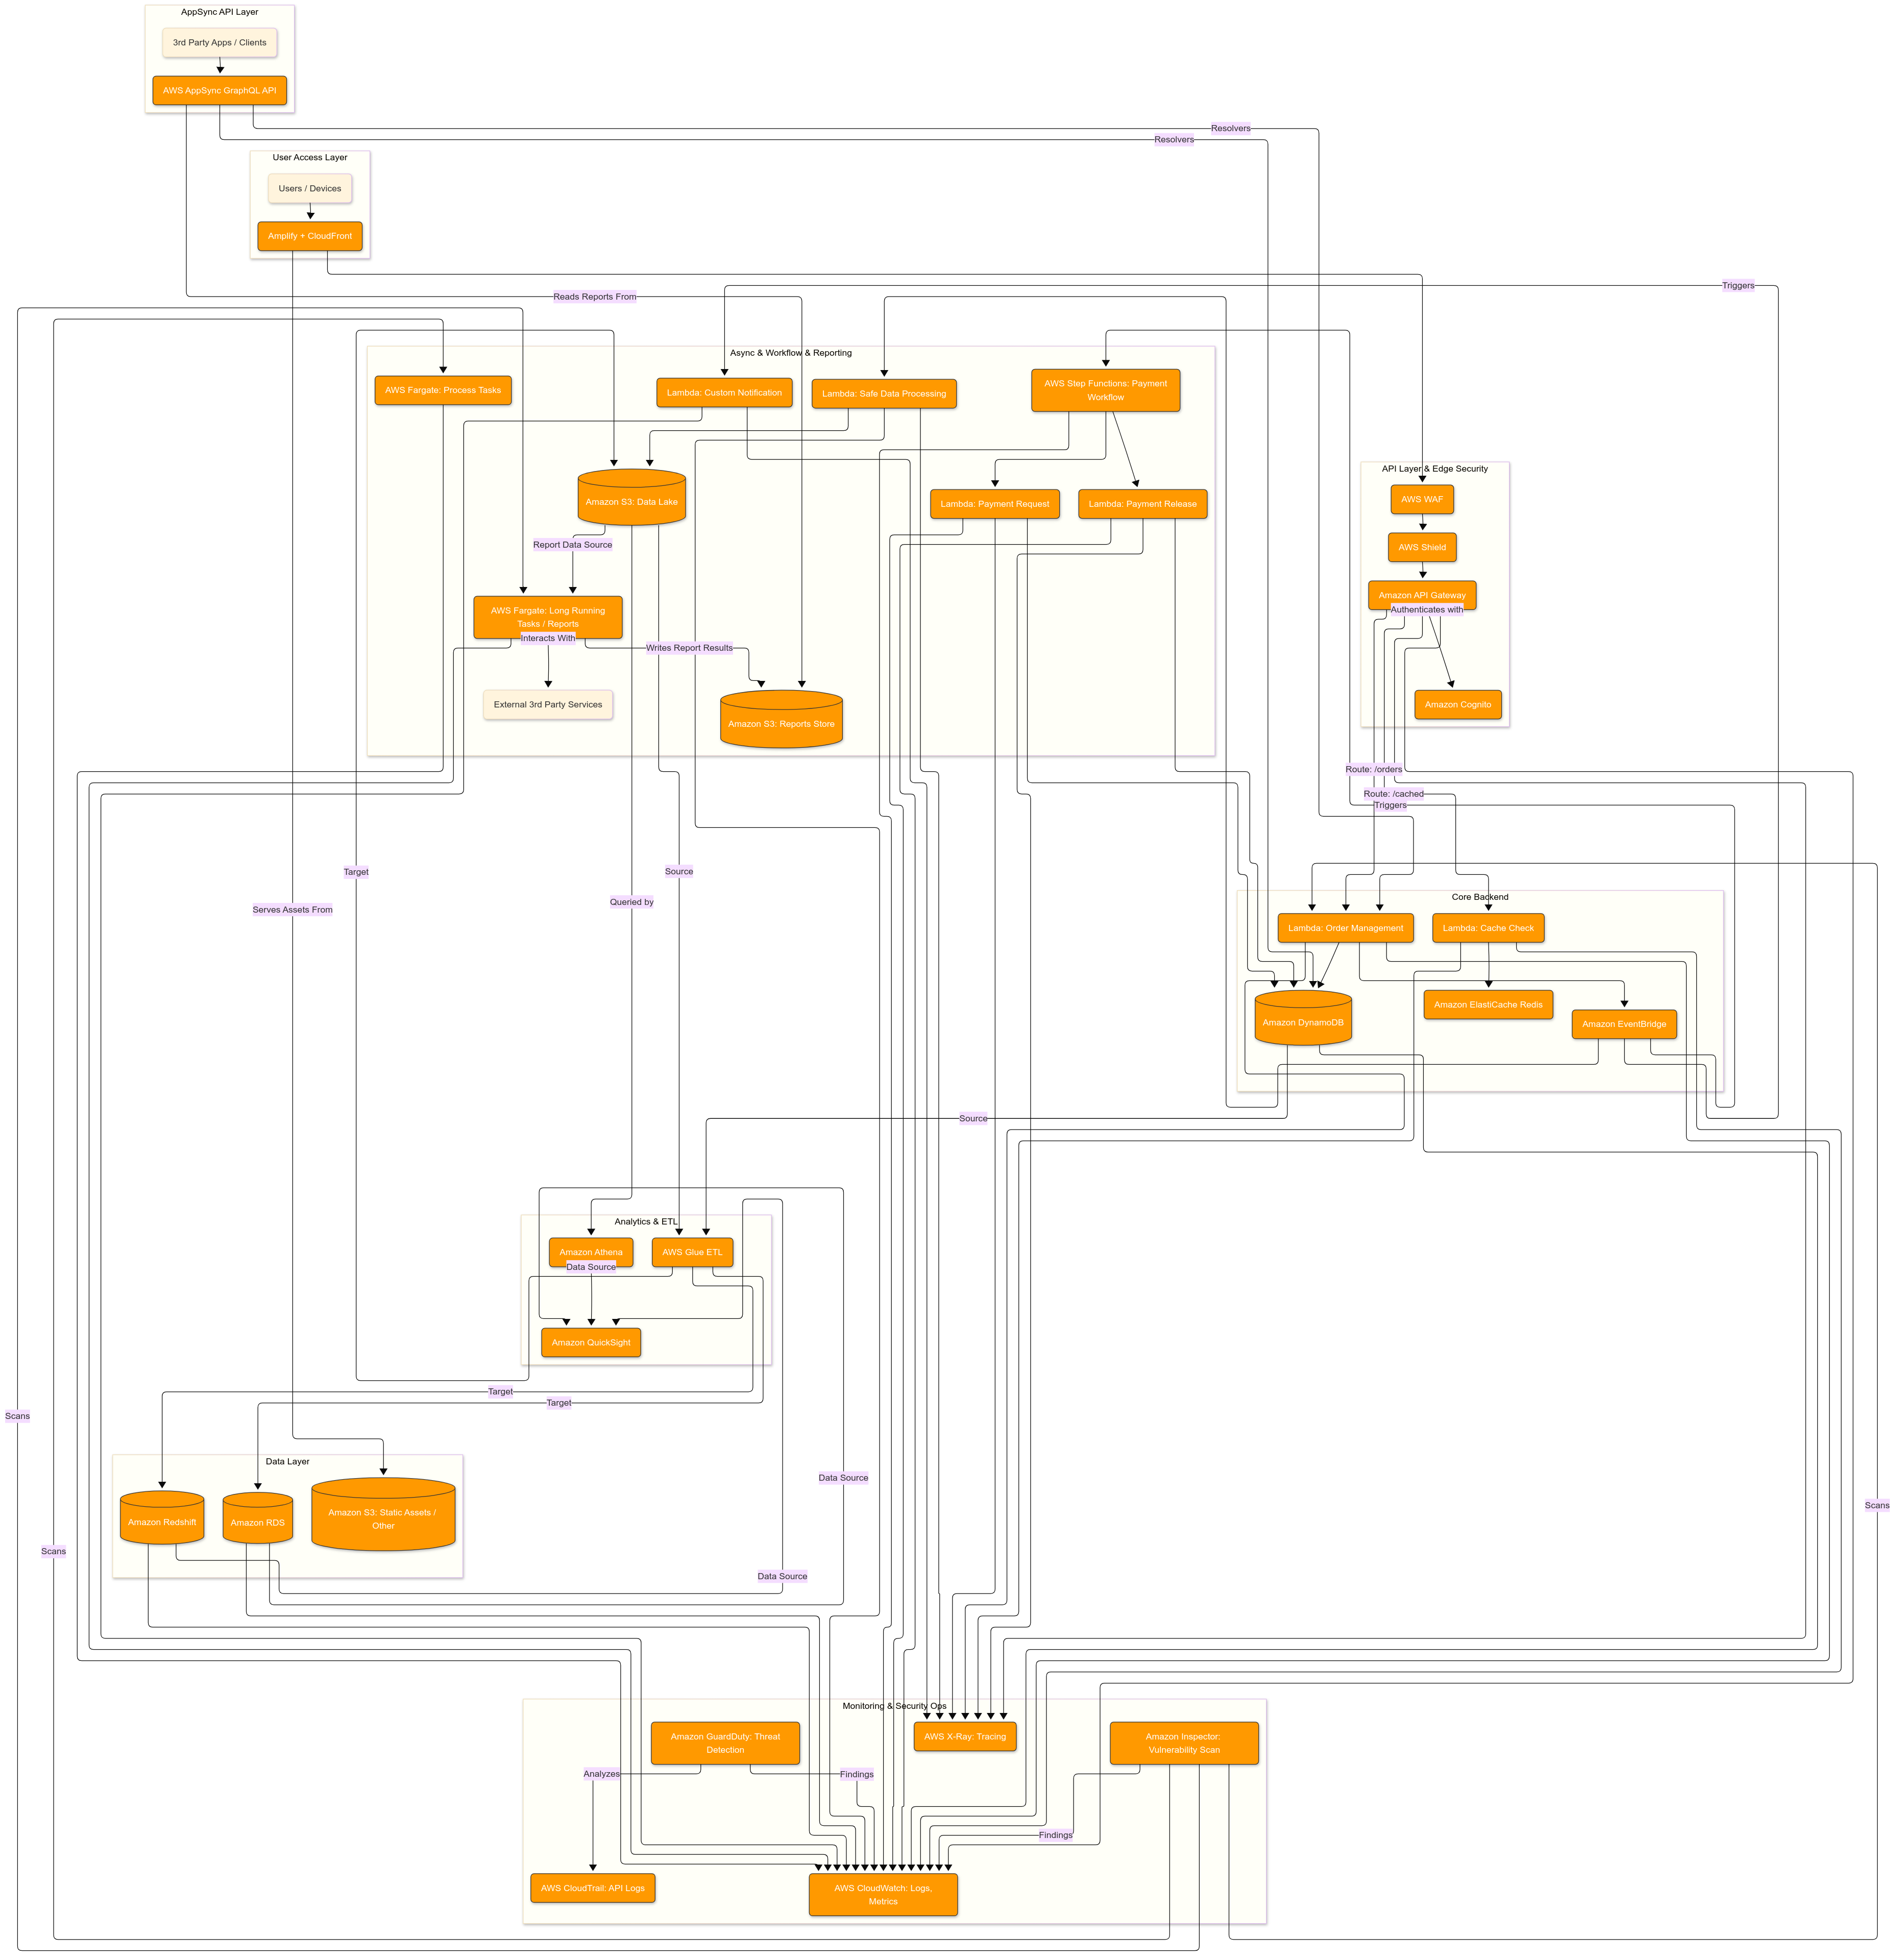 AppSync API Layer
3rd Party Apps / Clients
AWS AppSync GraphQL API
Resolvers
Resolvers
User Access Layer
Users / Devices
Amplify + CloudFront
Triggers
Reads Reports From
Async & Workflow & Reporting
AWS Fargate: Process Tasks
Lambda: Custom Notification
Lambda: Safe Data Processing
AWS Step Functions: Payment
Workflow
Amazon S3: Data Lake
Lambda: Payment Request
Lambda: Payment Release
Report Data Source
AWS Fargate: Long Running
Tasks / Reports
Interacts With
Writes Report Results
External 3rd Party Services
Amazon S3: Reports Store
API Layer & Edge Security
AWS WAF
AWS Shield
Amazon API Gateway
Authenticates with
Amazon Cognito
Route: /orders
Route: /cached
Triggers
Target
Source
Queried by
Serves Assets From
Core Backend
Lambda: Order Management
Lambda: Cache Check
Amazon DynamoDB
Amazon ElastiCache Redis
Amazon EventBridge
Source
Analytics & ETL
Amazon Athena
AWS Glue ETL
Data Source
Amazon QuickSight
Target
Target
Scans
Data Layer
Amazon Redshift
Amazon RDS
Amazon S3: Static Assets /
Other
Data Source
Scans
Scans
Data Source
Monitoring & Security Ops
Amazon GuardDuty: Threat
Detection
AWS X-Ray: Tracing
Amazon Inspector:
Vulnerability Scan
Analyzes
Findings
Findings
AWS CloudTrail: API Logs
AWS CloudWatch: Logs,
Metrics